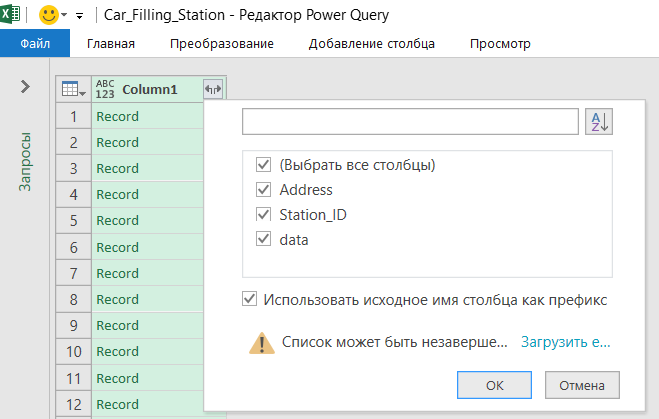 Car_Filling_Station - Редактор Power Query
Файл Главная Преобразование Добавление столбца Просмотр
Запросы
ABC 123 Column1
1 Record
2 Record
3 Record
4 Record
5 Record
6 Record
7 Record
8 Record
9 Record
10 Record
11 Record
12 Record
A Z
(Выбрать все столбцы)
Address
Station_ID
data
Использовать исходное имя столбца как префикс
Список может быть незаверше... Загрузить е...
ОК Отмена